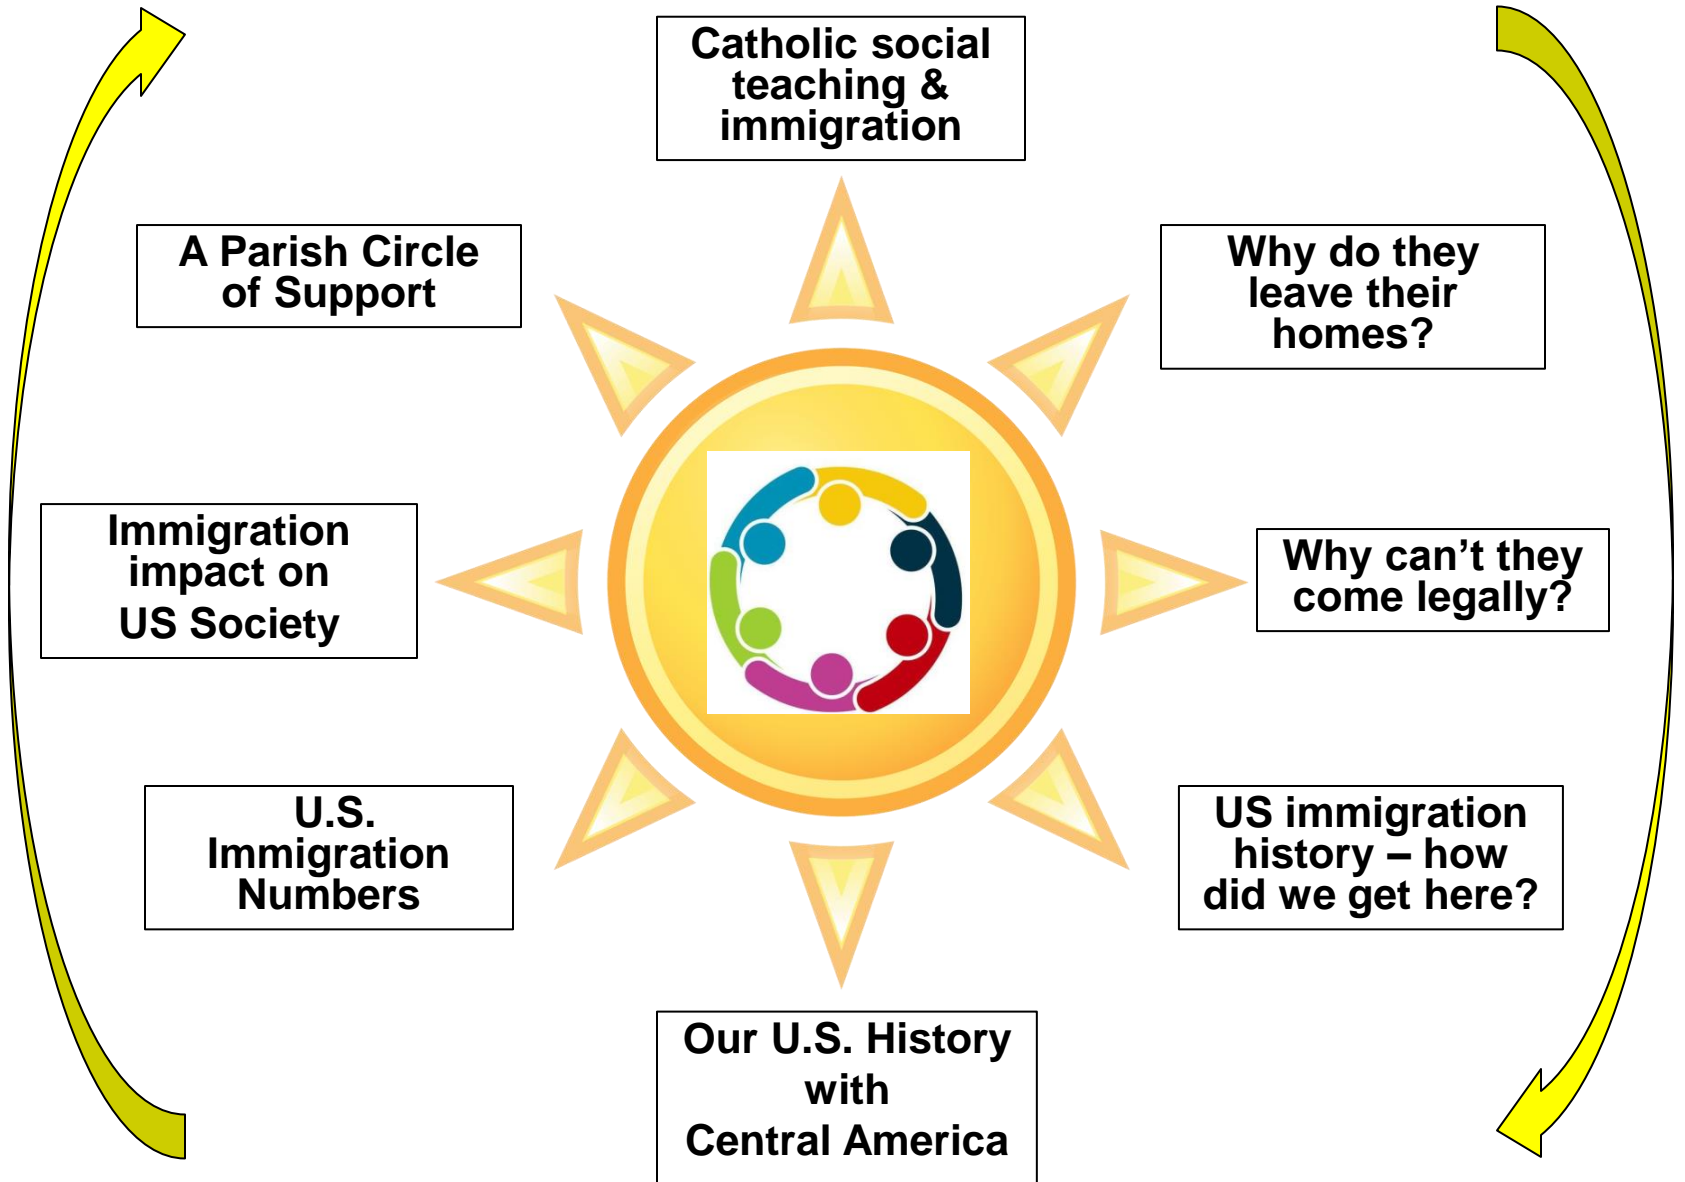 Catholic social
teaching &
immigration
Why do they
leave their
homes?
Why can’t they
come legally?
US immigration
history – how
did we get here?
Our U.S. History
with
Central America
U.S.
Immigration
Numbers
Immigration
impact on
US Society
A Parish Circle
of Support